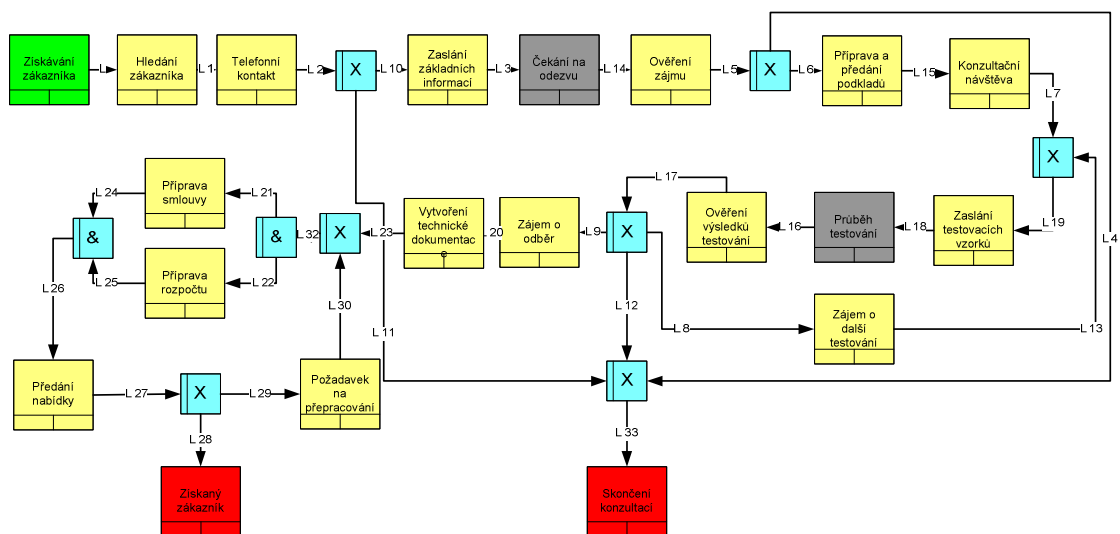 Získávání
zákazníka
L
Hledání
zákazníka
L 1
Telefonní
kontakt
L 2
X
L 10
Zaslání
základních
informací
L 3
Čekání na
odezvu
L 14
Ověření
zájmu
L 5
X
L 6
Příprava a
předání
podkladů
L 15
Konzultační
návštěva
L 7
X
L 4
L 24
Příprava
smlouvy
L 21
&
&
L 32
X
L 23
Vytvoření
technické
dokumentac
e
L 20
Zájem o
odběr
L 9
X
L 17
Ověření
výsledků
testování
L 16
Průběh
testování
L 18
Zaslání
testovacích
vzorků
L 19
L 25
Příprava
rozpočtu
L 22
L 26
L 30
L 11
L 12
L 8
Zájem o
další
testování
L 13
Předání
nabídky
L 27
X
L 29
Požadavek
na
přepracování
X
L 28
L 33
Získaný
zákazník
Skončení
konzultací